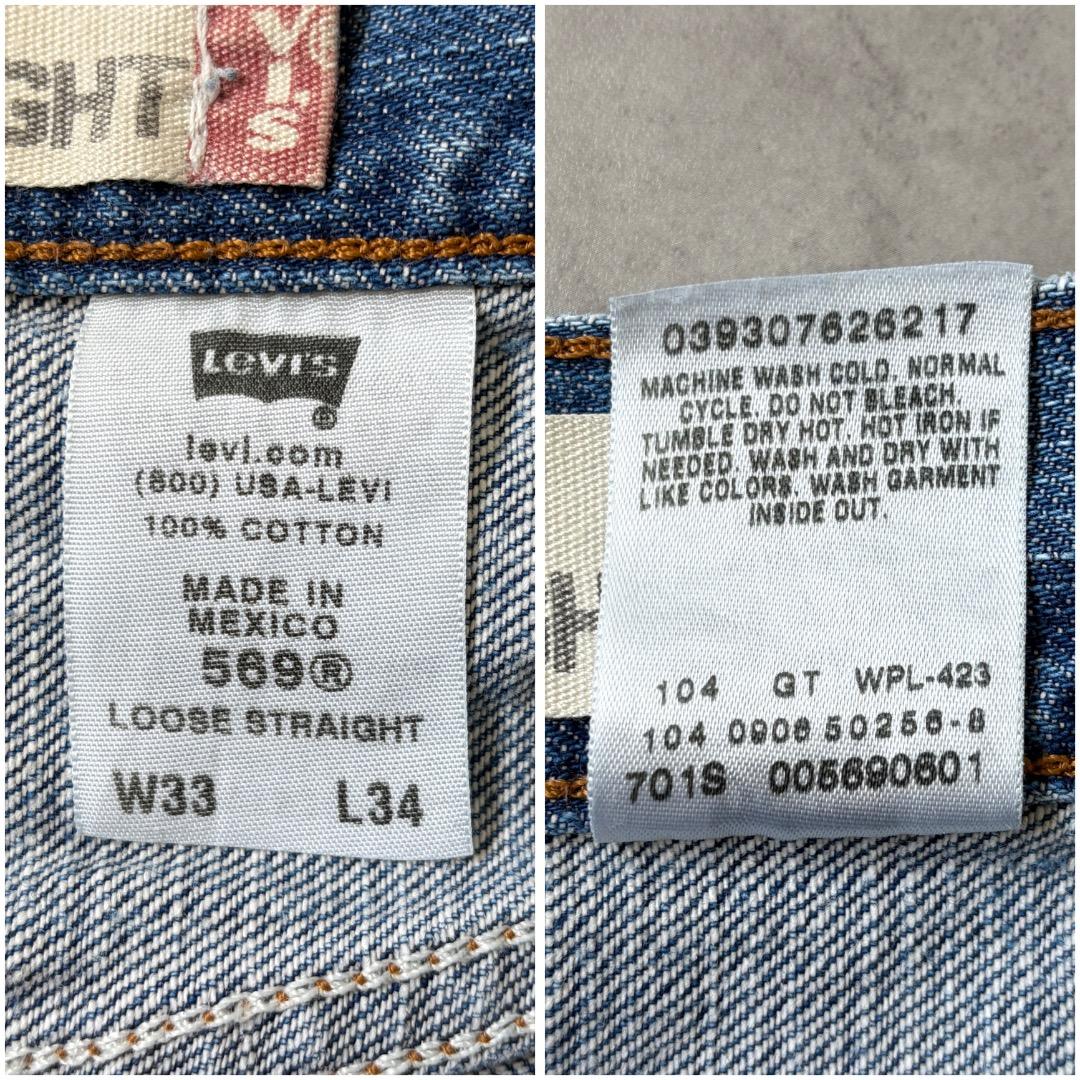 GHT
Vi's
LEVI'S
®
levi.com
(800) USA-LEVI
100% COTTON
MADE IN
MEXICO
569®
LOOSE STRAIGHT
W33 L34
039307626217
MACHINE WASH COLD. NORMAL
CYCLE. DO NOT BLEACH.
TUMBLE DRY HOT. HOT IRON IF
NEEDED. WASH AND DRY WITH
LIKE COLORS. WASH GARMENT
INSIDE OUT.
H
104 GT WPL-423
104 0906 50256-8
701S 005690601